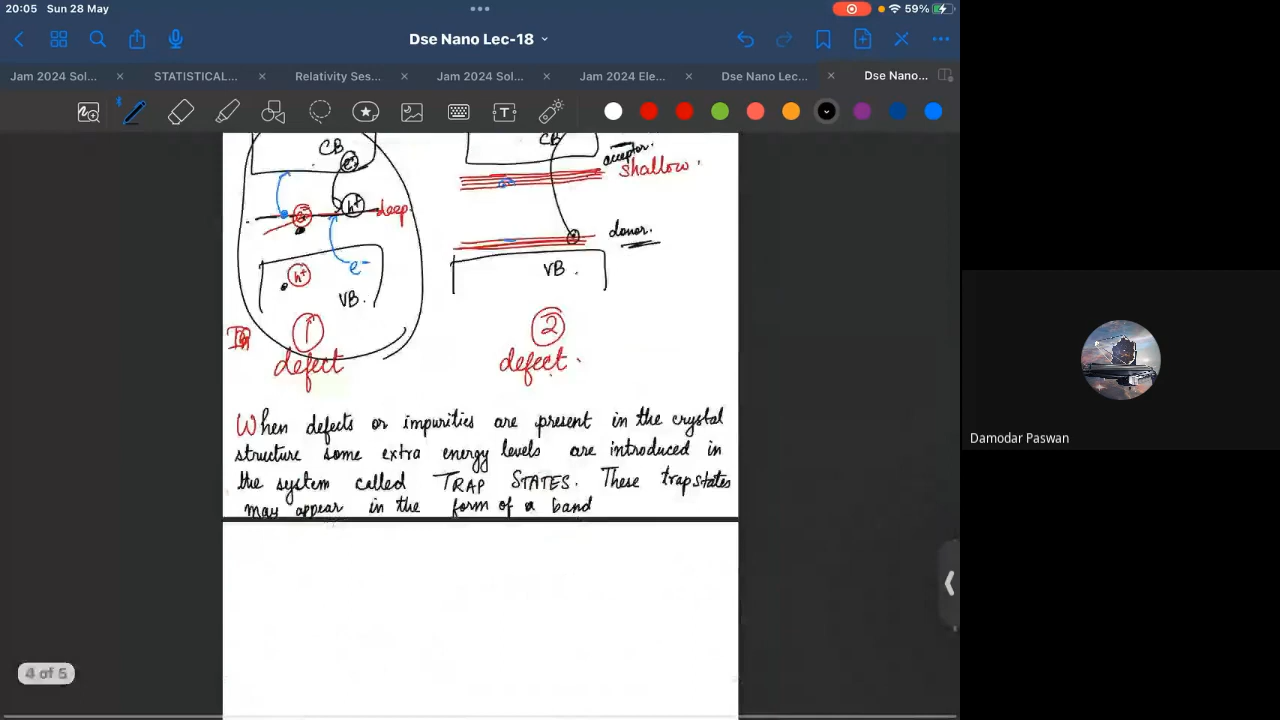 20:05 Sun 28 May
59%
Dse Nano Lec-18
Jam 2024 Sol...
STATISTICAL...
Relativity Ses...
Jam 2024 Sol...
Jam 2024 Ele...
Dse Nano Lec...
Dse Nano...
CB
e-
h+
e-
deep
h+
e-
VB.
CB
acceptor.
shallow.
donor.
VB.
1
defect
2
defect.
When defects or impurities are present in the crystal
structure some extra energy levels are introduced in
the system called TRAP STATES. These trap states
may appear in the form of a band
4 of 5
Damodar Paswan